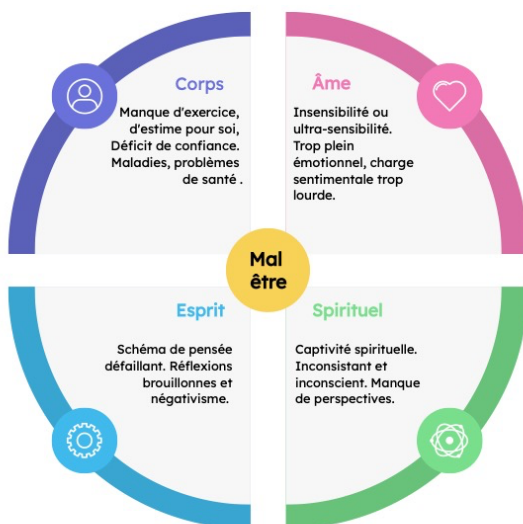 Corps
Manque d'exercice,
d'estime pour soi,
Déficit de confiance.
Maladies, problèmes
de santé .
Âme
Insensibilité ou
ultra-sensibilité.
Trop plein
émotionnel, charge
sentimentale trop
lourde.
Mal
être
Esprit
Schéma de pensée
défaillant. Réflexions
brouillonnes et
négativisme.
Spirituel
Captivité spirituelle.
Inconsistant et
inconscient. Manque
de perspectives.